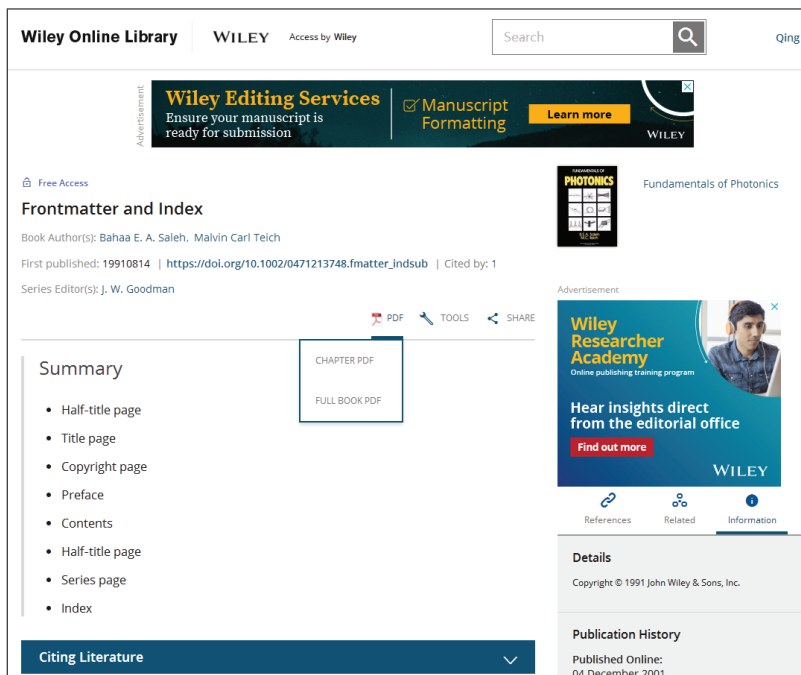 Wiley Online Library
WILEY
Access by Wiley
Search
Qing
Advertisement
Wiley Editing Services
Ensure your manuscript is
ready for submission
Manuscript
Formatting
Learn more
WILEY
Free Access
Frontmatter and Index
Book Author(s): Bahaa E. A. Saleh, Malvin Carl Teich
First published: 19910814 | https://doi.org/10.1002/0471213748.fmatter_indsub | Cited by: 1
Series Editor(s): J. W. Goodman
PDF
TOOLS
SHARE
CHAPTER PDF
FULL BOOK PDF
Summary
• Half-title page
• Title page
• Copyright page
• Preface
• Contents
• Half-title page
• Series page
• Index
Citing Literature
FUNDAMENTALS OF
PHOTONICS
B.E.A. Saleh
M.C. Teich
Fundamentals of Photonics
Advertisement
Wiley
Researcher
Academy
Online publishing training program
Hear insights direct
from the editorial office
Find out more
WILEY
References
Related
Information
Details
Copyright © 1991 John Wiley & Sons, Inc.
Publication History
Published Online:
04 December 2001